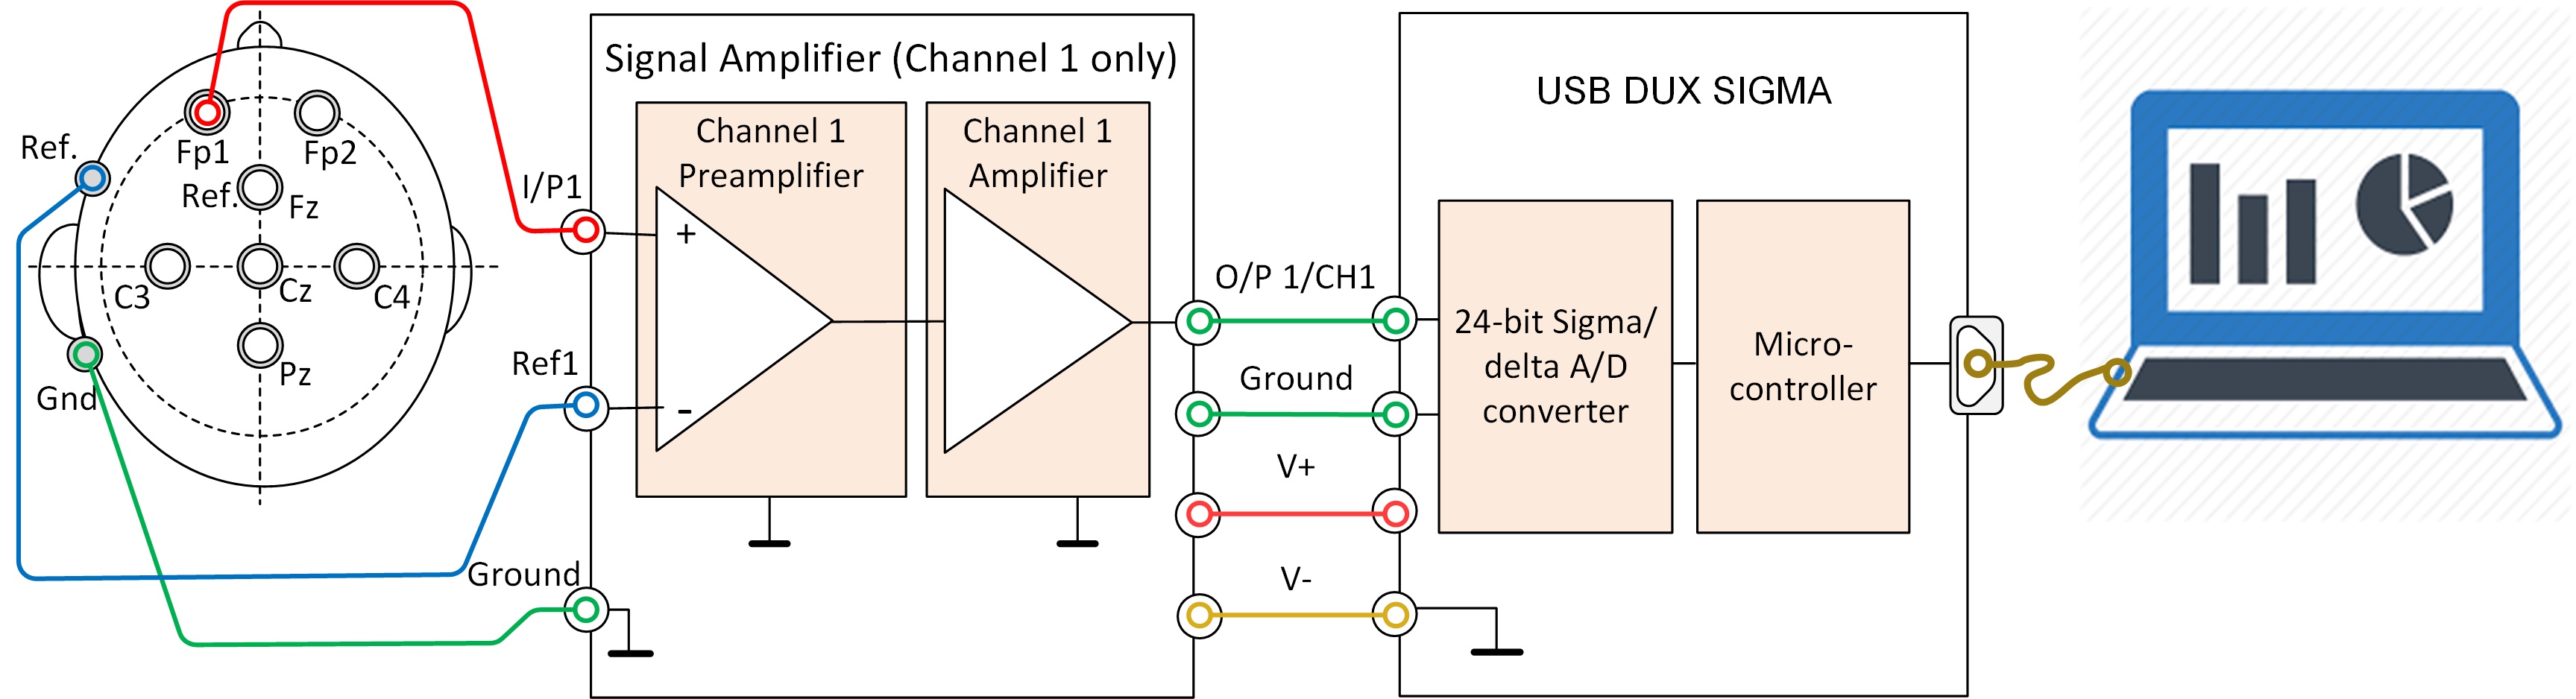 Signal Amplifier (Channel 1 only)
USB DUX SIGMA
Channel 1
Preamplifier
Channel 1
Amplifier
Ref.
Fp1
Fp2
Ref.
Fz
C3
Cz
C4
Pz
Gnd
I/P1
+
Ref1
-
Ground
O/P 1/CH1
Ground
V+
V-
24-bit Sigma/
delta A/D
converter
Micro-
controller